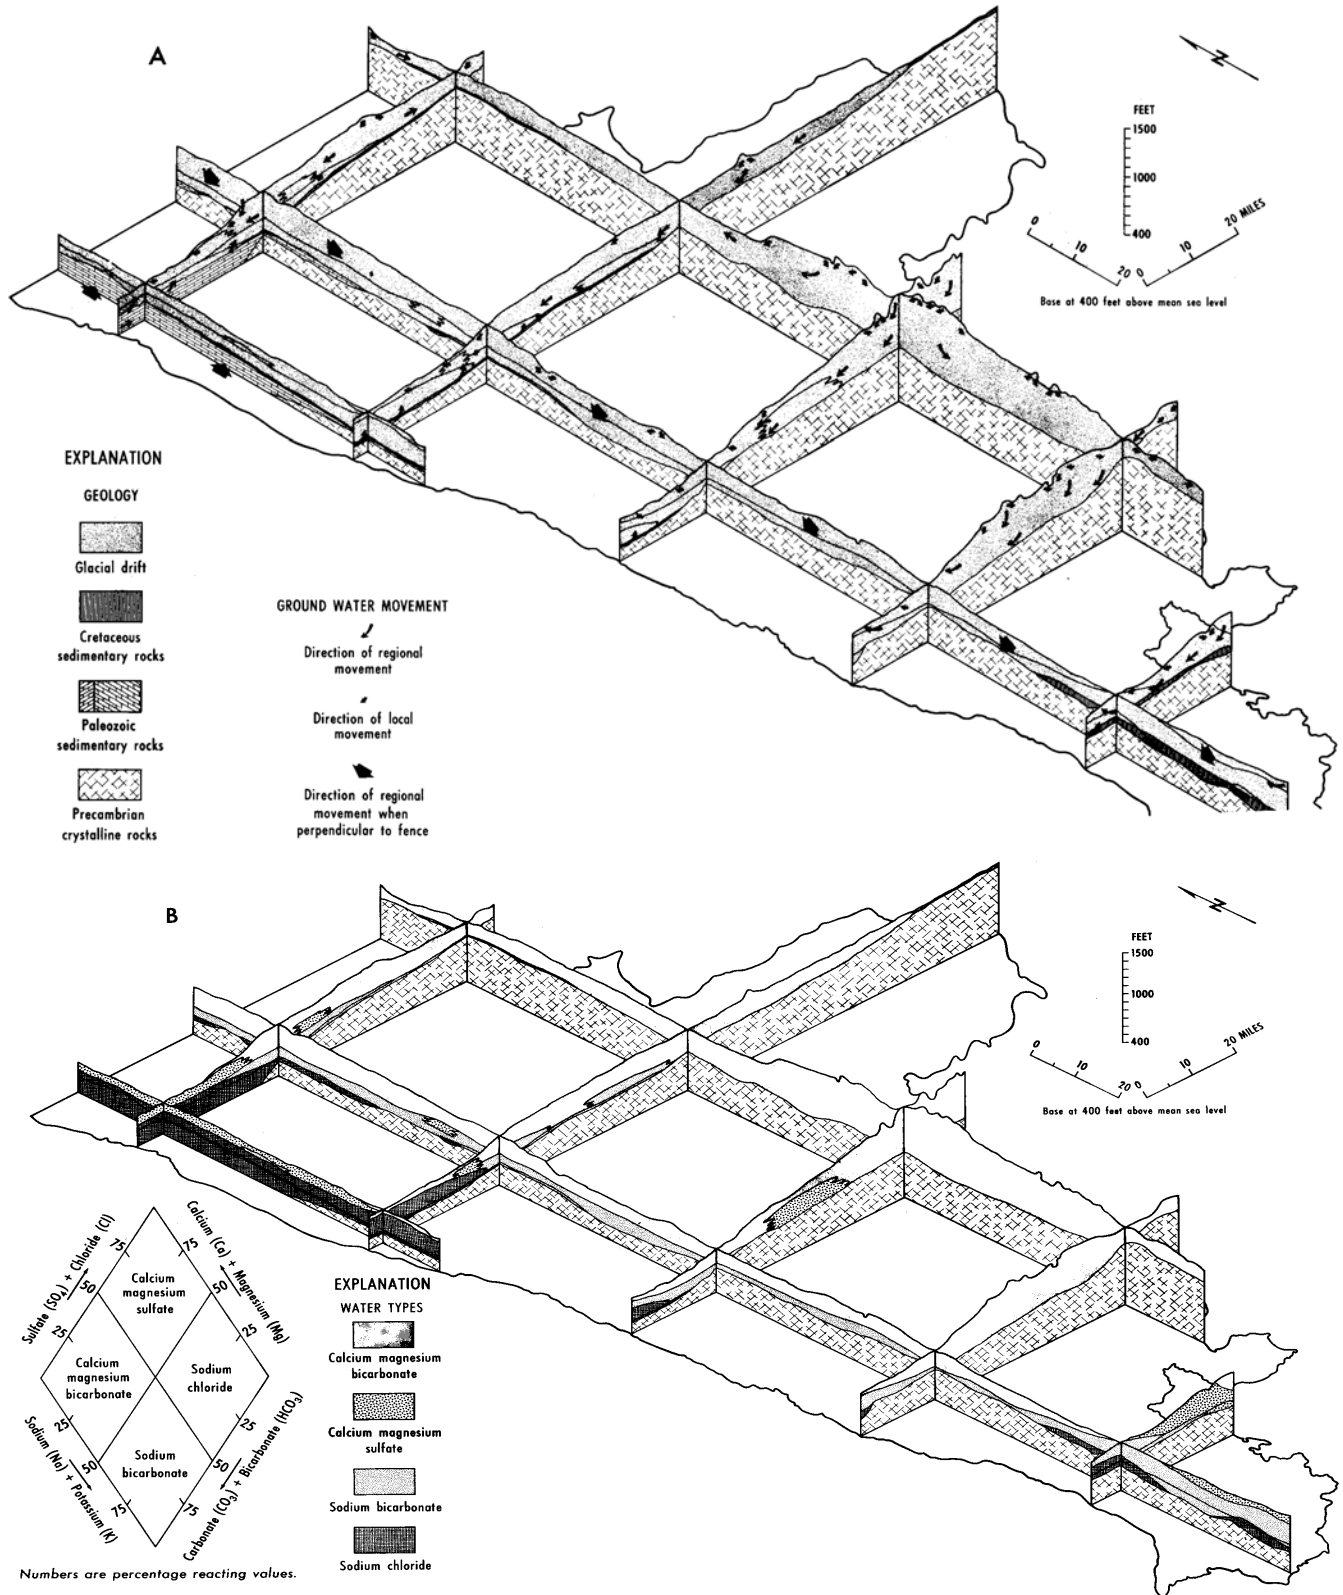 A
N
FEET
1500
1000
400
0
10
20
0
10
20 MILES
Base at 400 feet above mean sea level
EXPLANATION
GEOLOGY
Glacial drift
Cretaceous
sedimentary rocks
Paleozoic
sedimentary rocks
Precambrian
crystalline rocks
GROUND WATER MOVEMENT
Direction of regional
movement
Direction of local
movement
Direction of regional
movement when
perpendicular to fence
B
N
FEET
1500
1000
400
0
10
20
0
10
20 MILES
Base at 400 feet above mean sea level
Sulfate (SO4) + Chloride (Cl)
25
50
75
Calcium (Ca) + Magnesium (Mg)
75
50
25
Calcium
magnesium
sulfate
Calcium
magnesium
bicarbonate
Sodium
chloride
Sodium
bicarbonate
Sodium (Na) + Potassium (K)
25
50
75
Carbonate (CO3) + Bicarbonate (HCO3)
25
50
75
Numbers are percentage reacting values.
EXPLANATION
WATER TYPES
Calcium magnesium
bicarbonate
Calcium magnesium
sulfate
Sodium bicarbonate
Sodium chloride